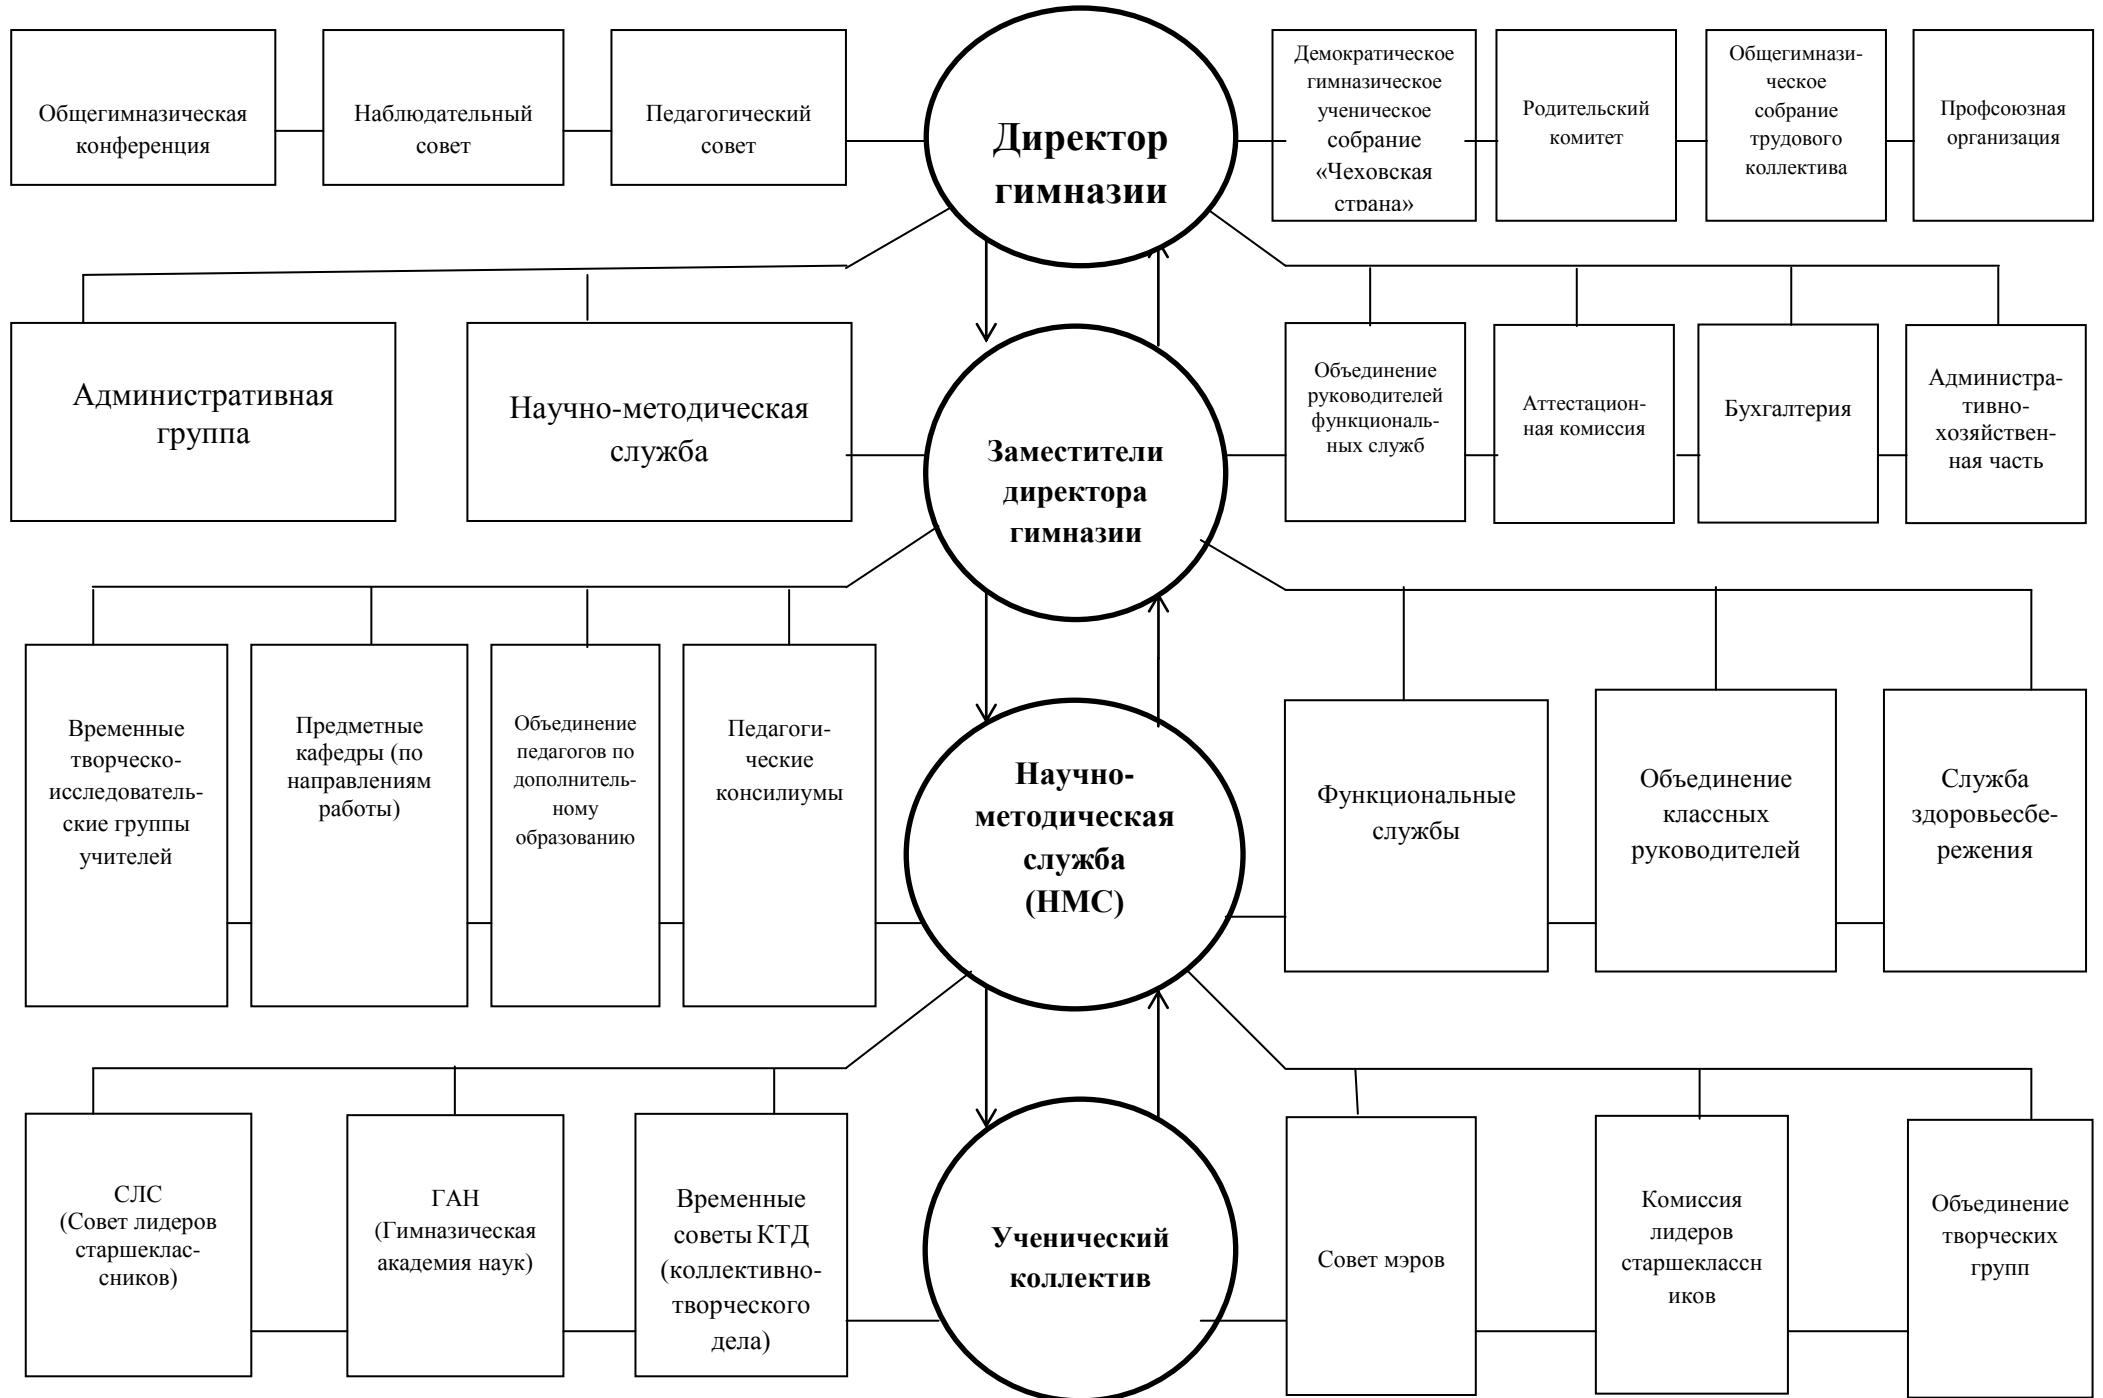 Общегимназическая
конференция
Наблюдательный
совет
Педагогический
совет
Директор
гимназии
Демократическое
гимназическое
ученическое
собрание
«Чеховская
страна»
Родительский
комитет
Общегимнази-
ческое
собрание
трудового
коллектива
Профсоюзная
организация
Административная
группа
Научно-методическая
служба
Заместители
директора
гимназии
Объединение
руководителей
функциональ-
ных служб
Аттестацион-
ная комиссия
Бухгалтерия
Администра-
тивно-
хозяйствен-
ная часть
Временные
творческо-
исследователь-
ские группы
учителей
Предметные
кафедры (по
направлениям
работы)
Объединение
педагогов по
дополнитель-
ному
образованию
Педагоги-
ческие
консилиумы
Научно-
методическая
служба
(НМС)
Функциональные
службы
Объединение
классных
руководителей
Служба
здоровьесбе-
режения
СЛС
(Совет лидеров
старшеклас-
сников)
ГАН
(Гимназическая
академия наук)
Временные
советы КТД
(коллективно-
творческого
дела)
Ученический
коллектив
Совет мэров
Комиссия
лидеров
старшеклассн
иков
Объединение
творческих
групп